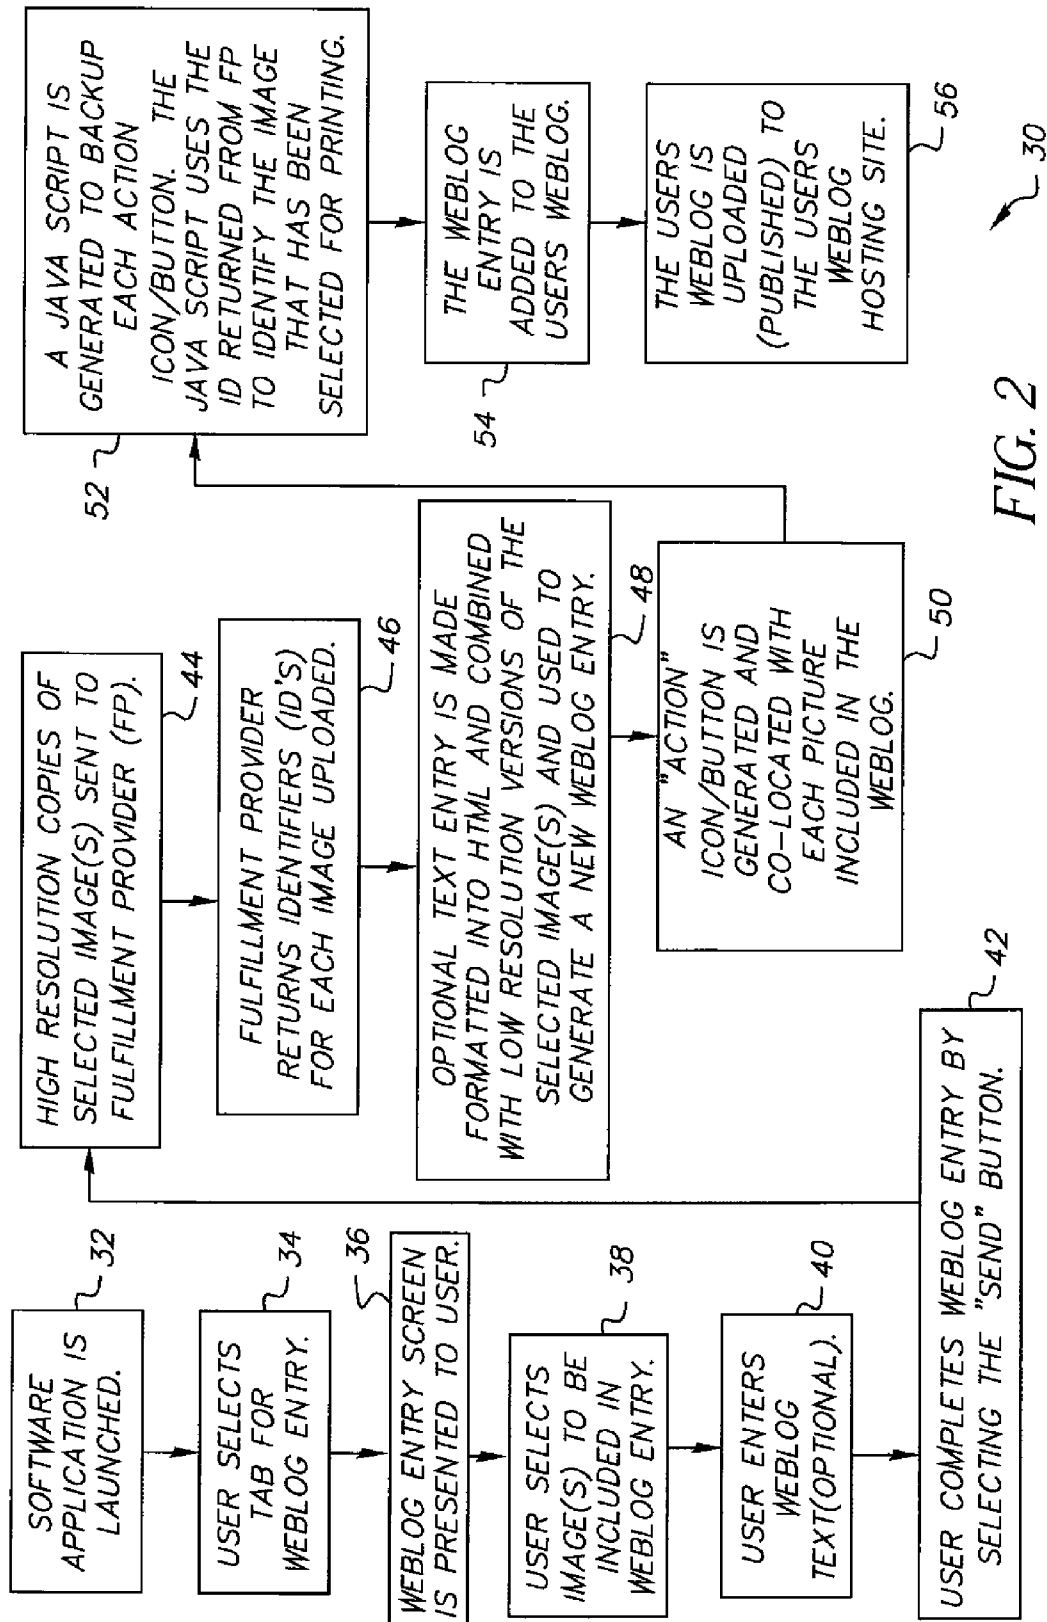 SOFTWARE
APPLICATION IS
LAUNCHED.
32
USER SELECTS
TAB FOR
WEBLOG ENTRY.
34
WEBLOG ENTRY SCREEN
IS PRESENTED TO USER.
36
USER SELECTS
IMAGE(S) TO BE
INCLUDED IN
WEBLOG ENTRY.
38
USER ENTERS
WEBLOG
TEXT(OPTIONAL).
40
USER COMPLETES WEBLOG ENTRY BY
SELECTING THE "SEND" BUTTON.
42
HIGH RESOLUTION COPIES OF
SELECTED IMAGE(S) SENT TO
FULFILLMENT PROVIDER (FP).
44
FULFILLMENT PROVIDER
RETURNS IDENTIFIERS (ID'S)
FOR EACH IMAGE UPLOADED.
46
OPTIONAL TEXT ENTRY IS MADE
FORMATTED INTO HTML AND COMBINED
WITH LOW RESOLUTION VERSIONS OF THE
SELECTED IMAGE(S) AND USED TO
GENERATE A NEW WEBLOG ENTRY.
48
AN "ACTION"
ICON/BUTTON IS
GENERATED AND
CO-LOCATED WITH
EACH PICTURE
INCLUDED IN THE
WEBLOG.
50
A JAVA SCRIPT IS
GENERATED TO BACKUP
EACH ACTION
ICON/BUTTON. THE
JAVA SCRIPT USES THE
ID RETURNED FROM FP
TO IDENTIFY THE IMAGE
THAT HAS BEEN
SELECTED FOR PRINTING.
52
THE WEBLOG
ENTRY IS
ADDED TO THE
USERS WEBLOG.
54
THE USERS
WEBLOG IS
UPLOADED
(PUBLISHED) TO
THE USERS
WEBLOG
HOSTING SITE.
56
30
FIG. 2